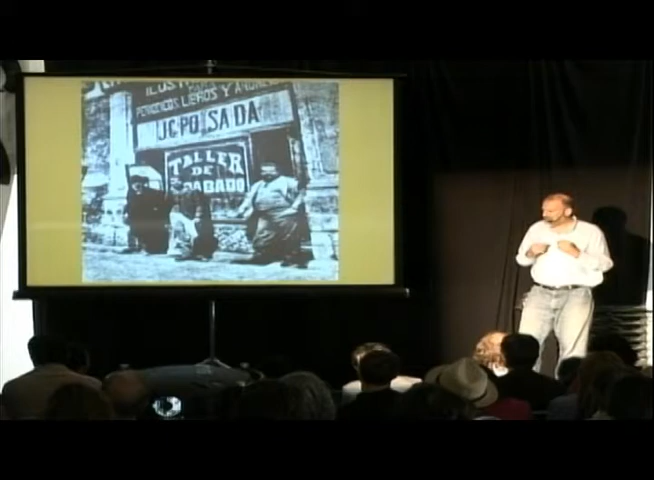 PERIODICOS LIBROS Y
J.G. POSADA
TALLER
DE
GRABADO